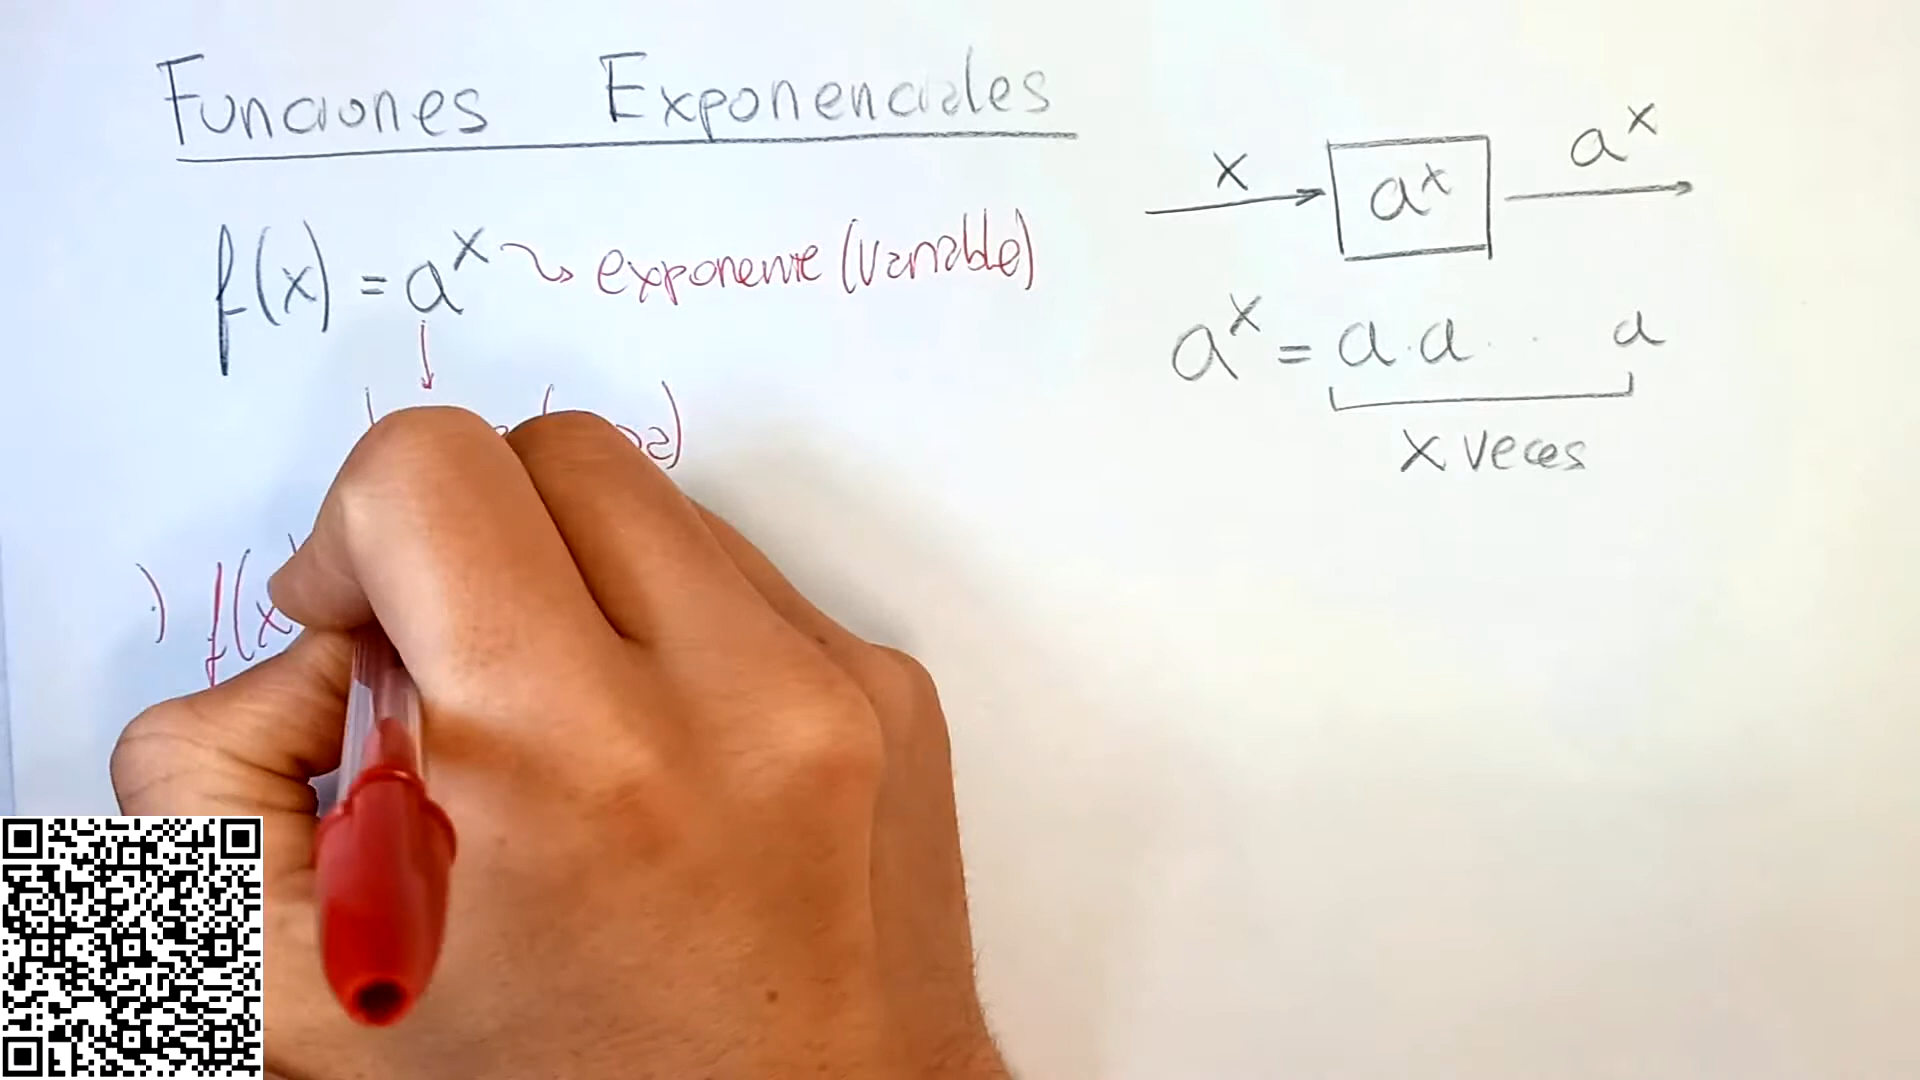 Funciones Exponenciales
f(x) = a^x exponente (variable)
) f(x
x a^x a^x
a^x = a·a·· a
x veces